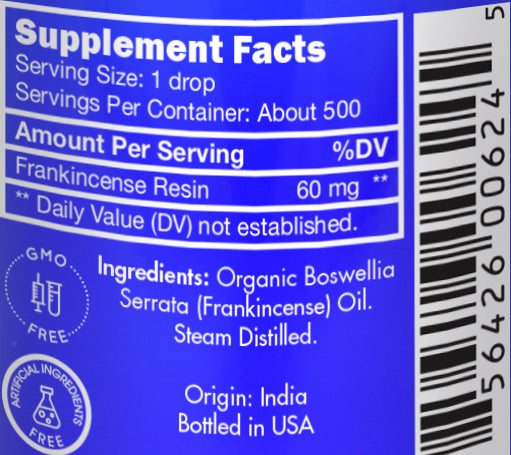 Supplement Facts
Serving Size: 1 drop
Servings Per Container: About 500
Amount Per Serving %DV
Frankincense Resin 60 mg **
** Daily Value (DV) not established.
GMO
FREE
Ingredients: Organic Boswellia
Serrata (Frankincense) Oil.
Steam Distilled.
ARTIFICIAL INGREDIENTS
FREE
Origin: India
Bottled in USA
56426 00624 5